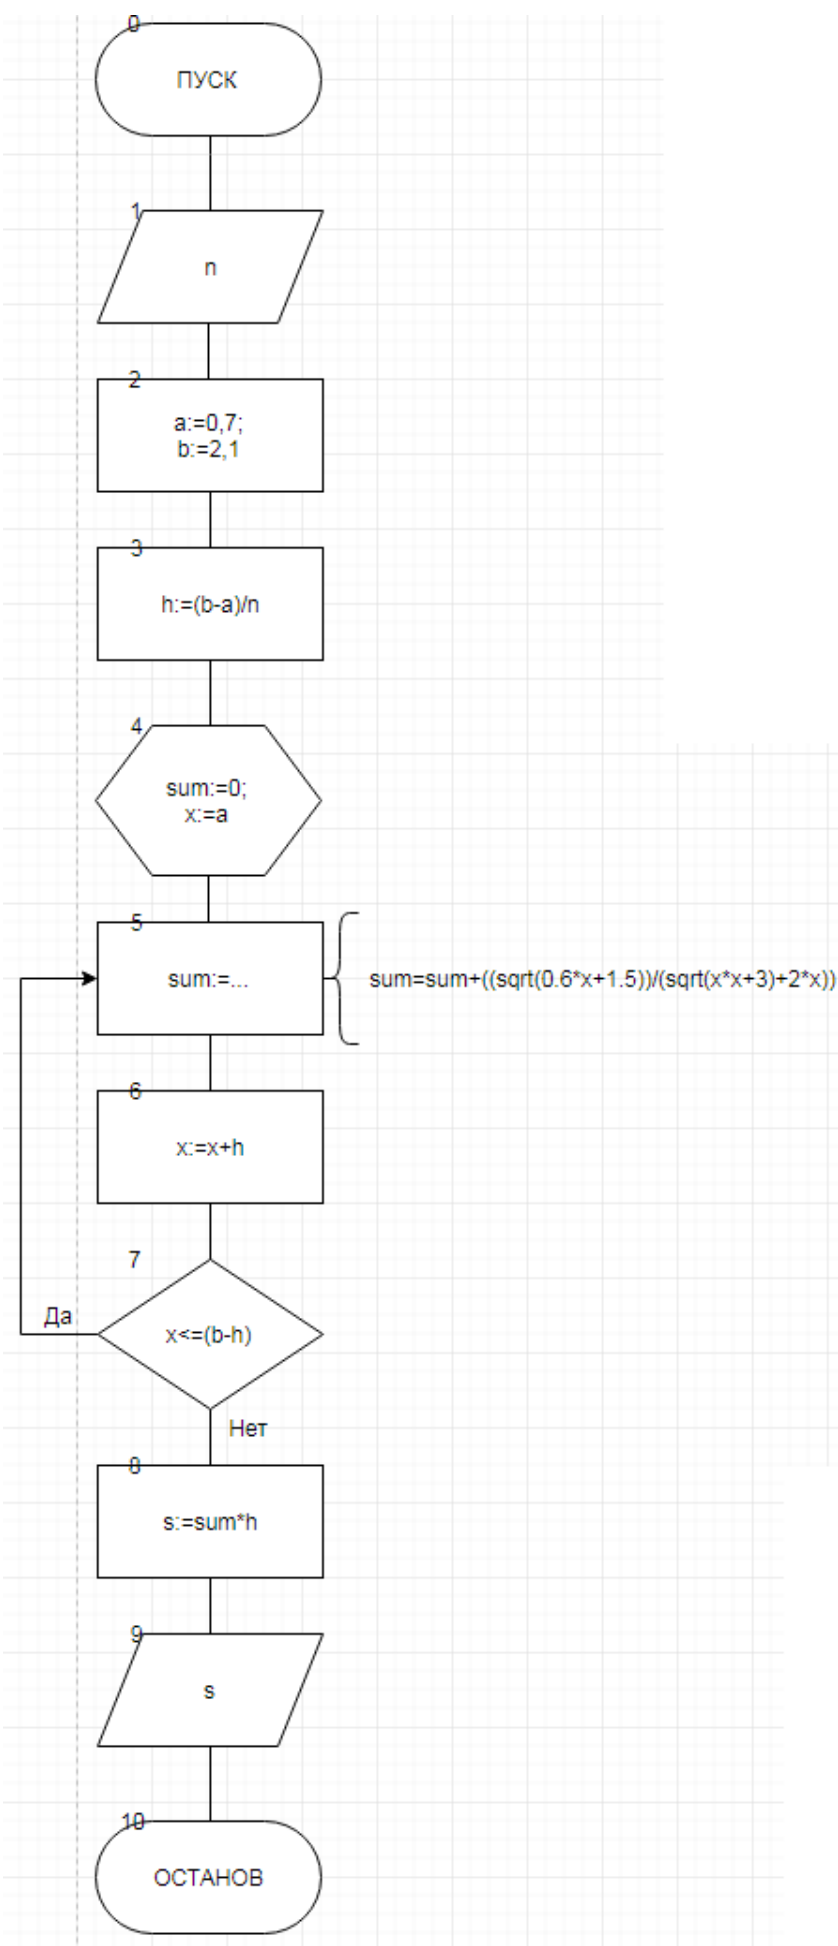 0
ПУСК
1
n
2
a:=0,7;
b:=2,1
3
h:=(b-a)/n
4
sum:=0;
x:=a
5
sum:=...
sum=sum+((sqrt(0.6*x+1.5))/(sqrt(x*x+3)+2*x))
6
x:=x+h
7
Да
x<=(b-h)
Нет
8
s:=sum*h
9
s
10
ОСТАНОВ